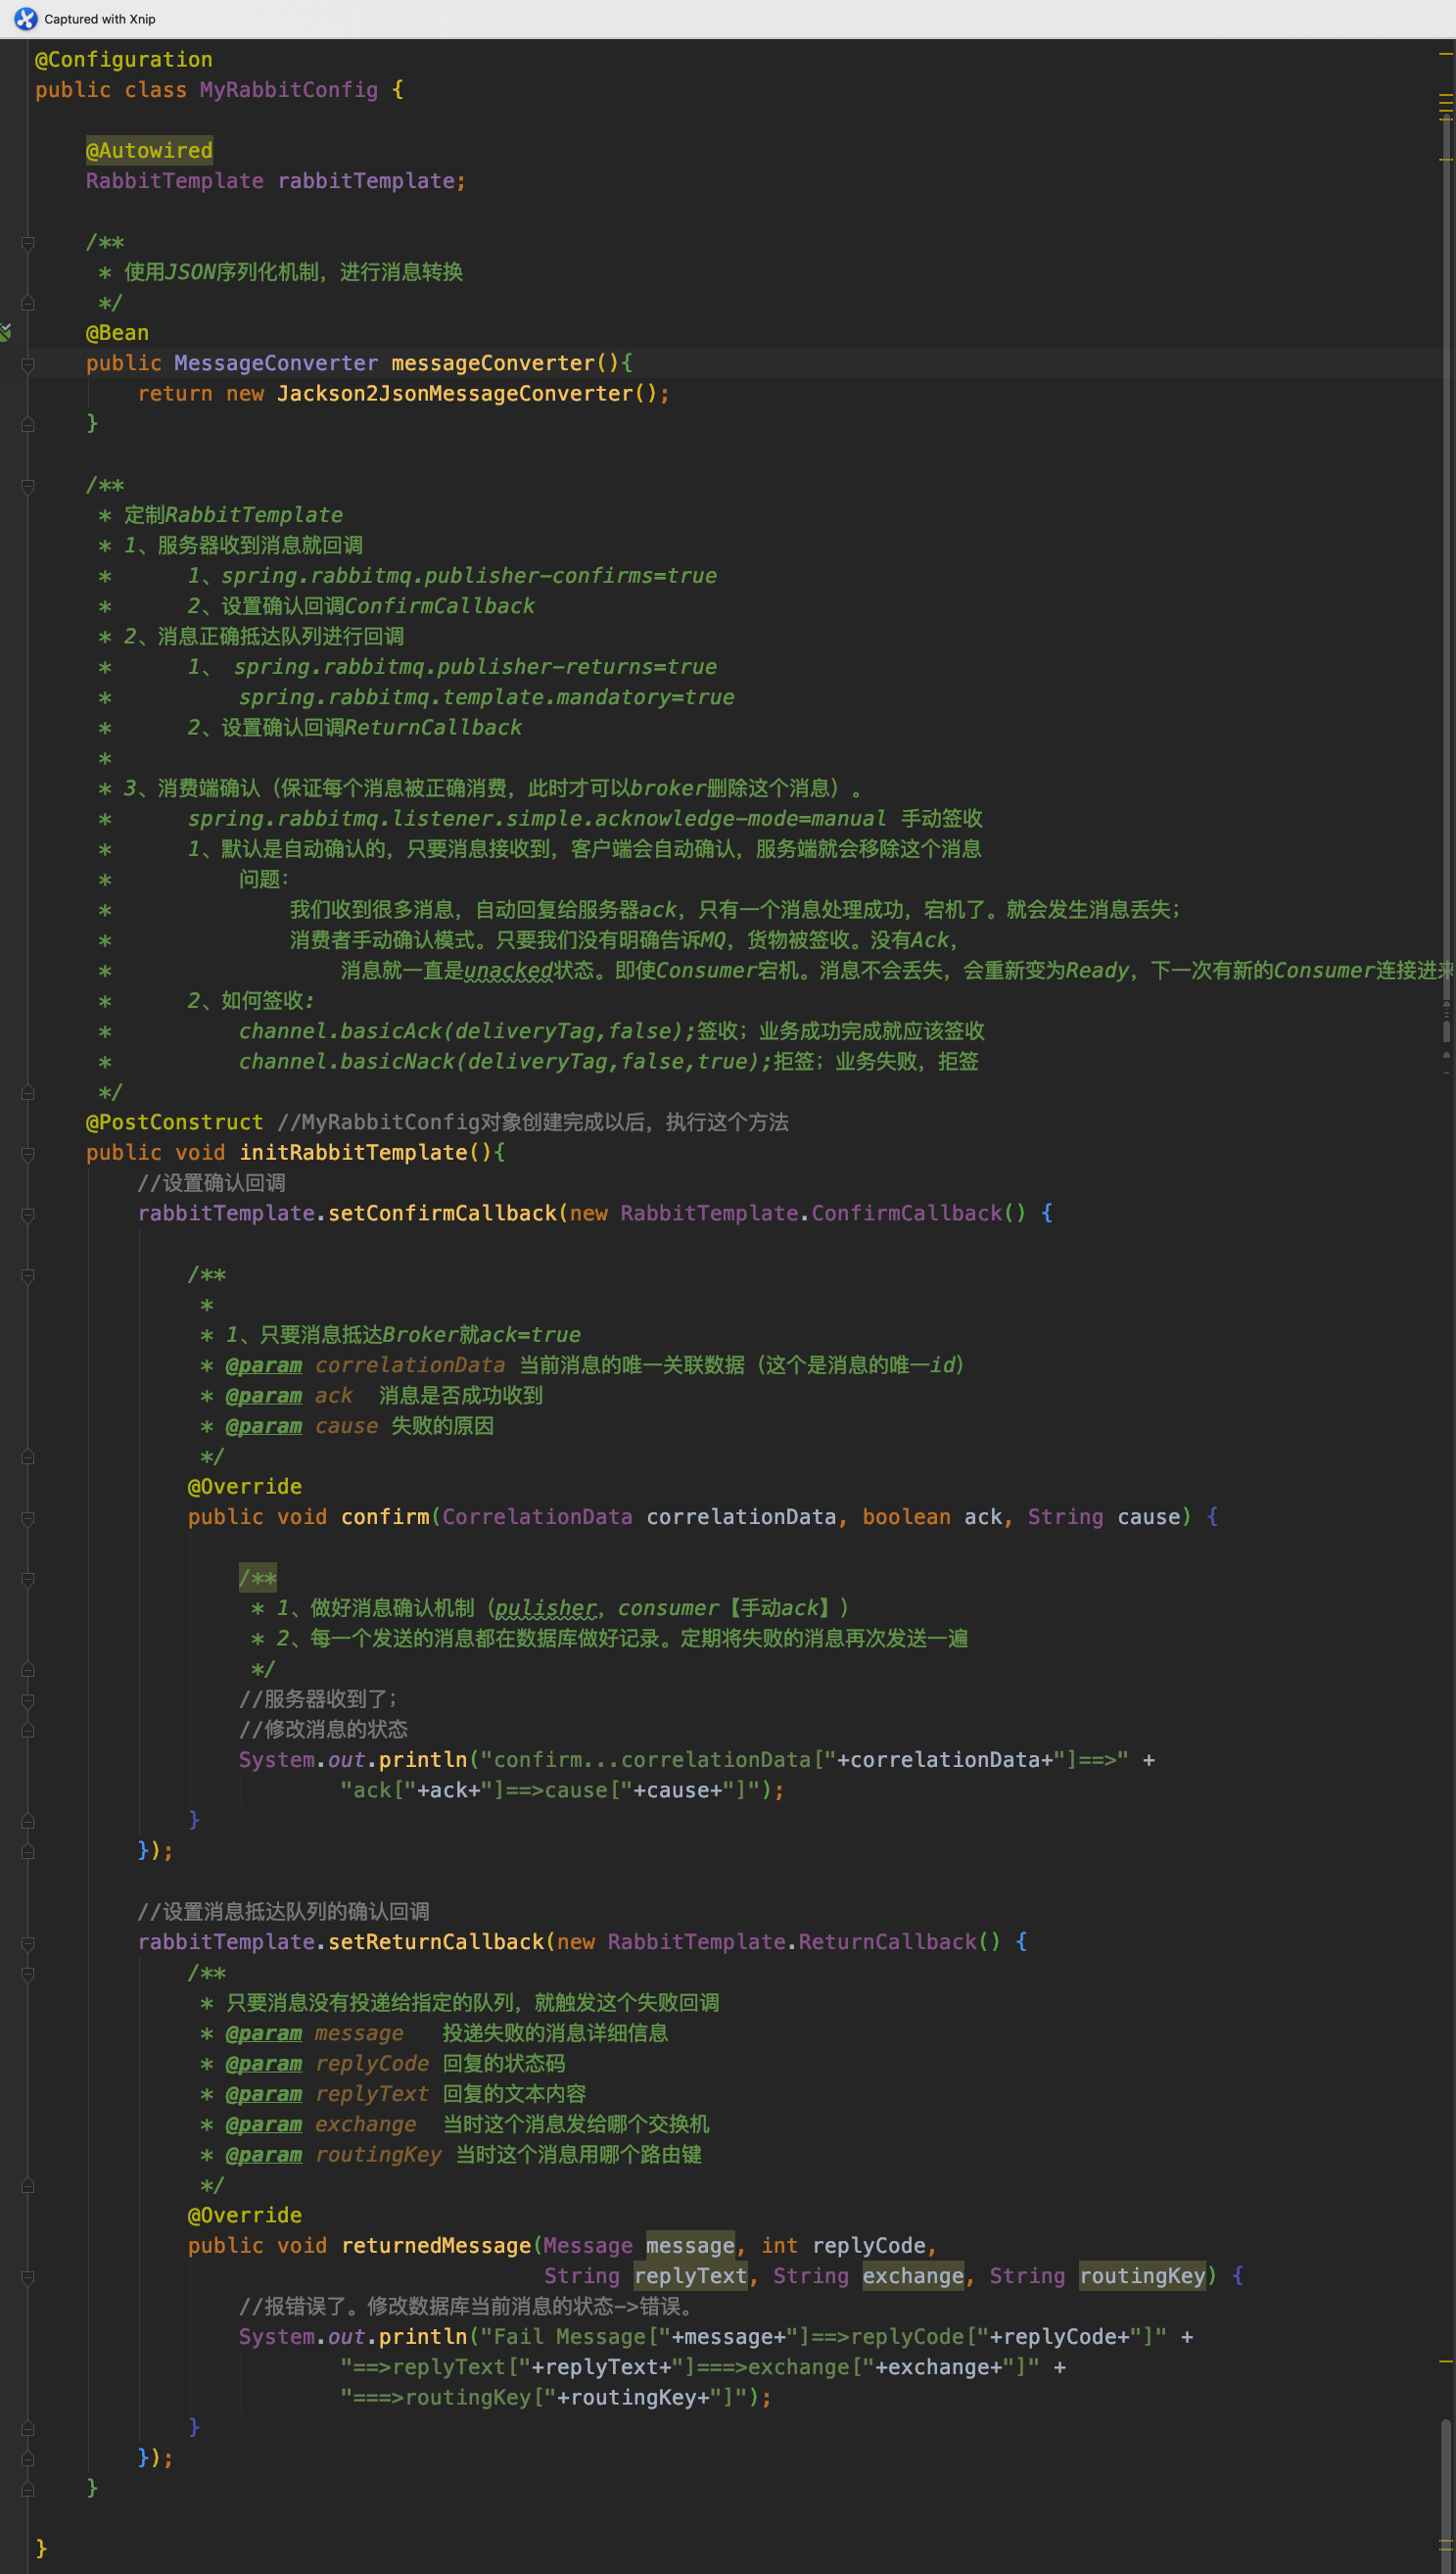 Captured with Xnip
@Configuration
public class MyRabbitConfig {
@Autowired
RabbitTemplate rabbitTemplate;
/**
* 使用JSON序列化机制，进行消息转换
*/
@Bean
public MessageConverter messageConverter(){
return new Jackson2JsonMessageConverter();
}
/**
* 定制RabbitTemplate
* 1、服务器收到消息就回调
*      1、spring.rabbitmq.publisher-confirms=true
*      2、设置确认回调ConfirmCallback
* 2、消息正确抵达队列进行回调
*      1、 spring.rabbitmq.publisher-returns=true
*          spring.rabbitmq.template.mandatory=true
*      2、设置确认回调ReturnCallback
*
* 3、消费端确认（保证每个消息被正确消费，此时才可以broker删除这个消息）。
*      spring.rabbitmq.listener.simple.acknowledge-mode=manual 手动签收
*      1、默认是自动确认的，只要消息接收到，客户端会自动确认，服务端就会移除这个消息
*          问题：
*              我们收到很多消息，自动回复给服务器ack，只有一个消息处理成功，宕机了。就会发生消息丢失；
*              消费者手动确认模式。只要我们没有明确告诉MQ，货物被签收。没有Ack，
*                  消息就一直是unacked状态。即使Consumer宕机。消息不会丢失，会重新变为Ready，下一次有新的Consumer连接进来
*      2、如何签收:
*          channel.basicAck(deliveryTag,false);签收；业务成功完成就应该签收
*          channel.basicNack(deliveryTag,false,true);拒签；业务失败，拒签
*/
@PostConstruct //MyRabbitConfig对象创建完成以后，执行这个方法
public void initRabbitTemplate(){
//设置确认回调
rabbitTemplate.setConfirmCallback(new RabbitTemplate.ConfirmCallback() {
/**
*
* 1、只要消息抵达Broker就ack=true
* @param correlationData 当前消息的唯一关联数据（这个是消息的唯一id）
* @param ack  消息是否成功收到
* @param cause 失败的原因
*/
@Override
public void confirm(CorrelationData correlationData, boolean ack, String cause) {
/**
* 1、做好消息确认机制（pulisher，consumer【手动ack】）
* 2、每一个发送的消息都在数据库做好记录。定期将失败的消息再次发送一遍
*/
//服务器收到了；
//修改消息的状态
System.out.println("confirm...correlationData["+correlationData+"]==>" +
"ack["+ack+"]==>cause["+cause+"]");
}
});
//设置消息抵达队列的确认回调
rabbitTemplate.setReturnCallback(new RabbitTemplate.ReturnCallback() {
/**
* 只要消息没有投递给指定的队列，就触发这个失败回调
* @param message   投递失败的消息详细信息
* @param replyCode 回复的状态码
* @param replyText 回复的文本内容
* @param exchange  当时这个消息发给哪个交换机
* @param routingKey 当时这个消息用哪个路由键
*/
@Override
public void returnedMessage(Message message, int replyCode,
String replyText, String exchange, String routingKey) {
//报错误了。修改数据库当前消息的状态->错误。
System.out.println("Fail Message["+message+"]==>replyCode["+replyCode+"]" +
"==>replyText["+replyText+"]===>exchange["+exchange+"]" +
"===>routingKey["+routingKey+"]");
}
});
}
}